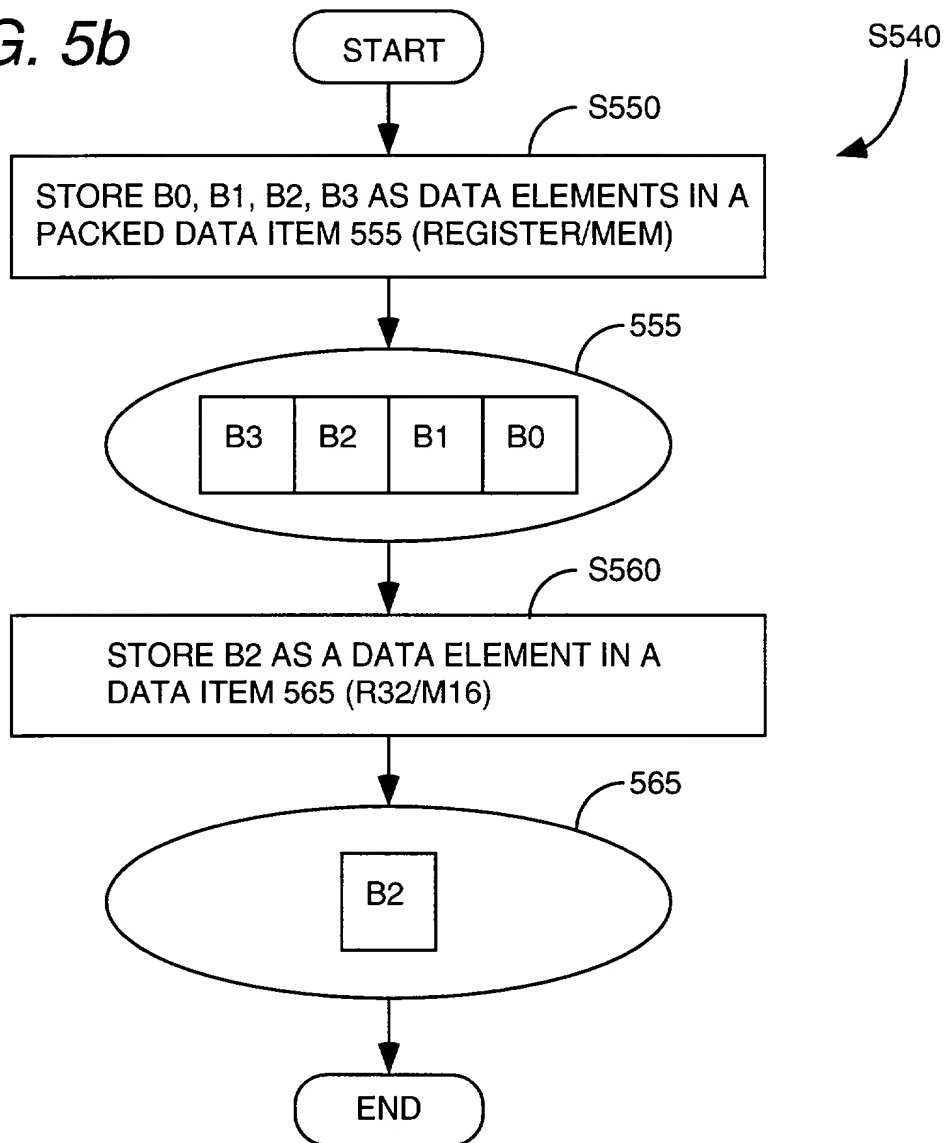 G. 5b
START
S540
S550
STORE B0, B1, B2, B3 AS DATA ELEMENTS IN A
PACKED DATA ITEM 555 (REGISTER/MEM)
555
B3 B2 B1 B0
S560
STORE B2 AS A DATA ELEMENT IN A
DATA ITEM 565 (R32/M16)
565
B2
END